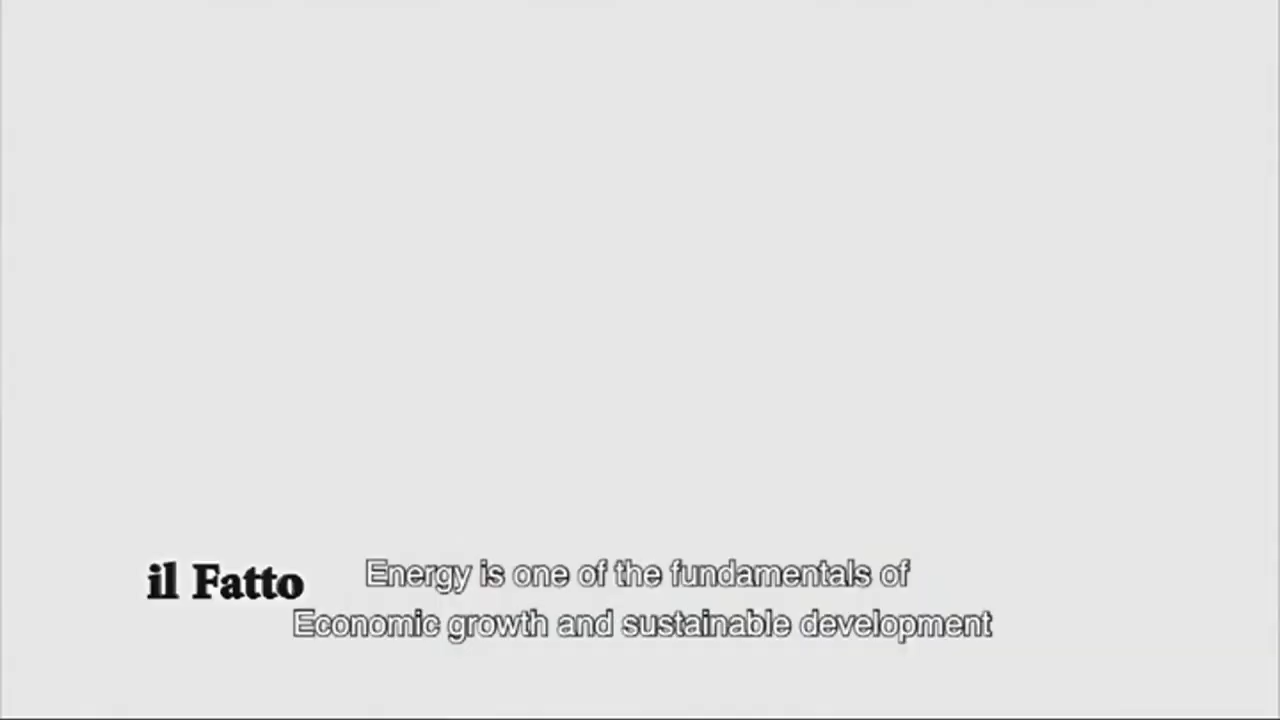 il Fatto
Energy is one of the fundamentals of
Economic growth and sustainable development